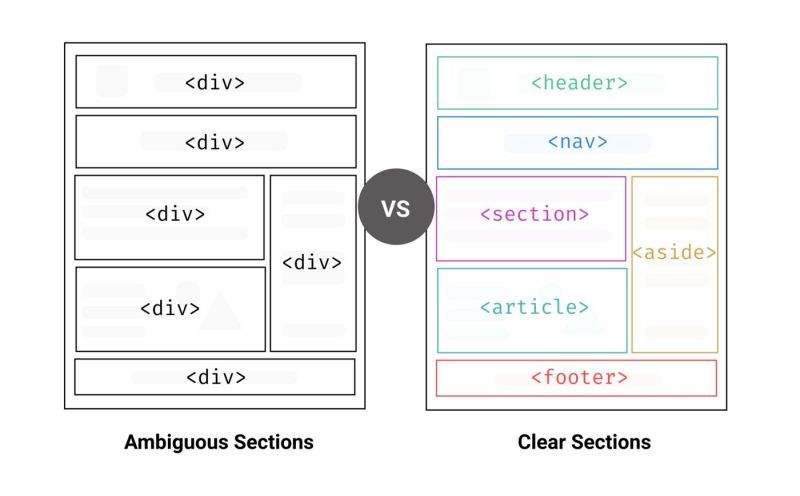 <div>
<div>
<div>
<div>
<div>
<div>
Ambiguous Sections
VS
<header>
<nav>
<section>
<aside>
<article>
<footer>
Clear Sections